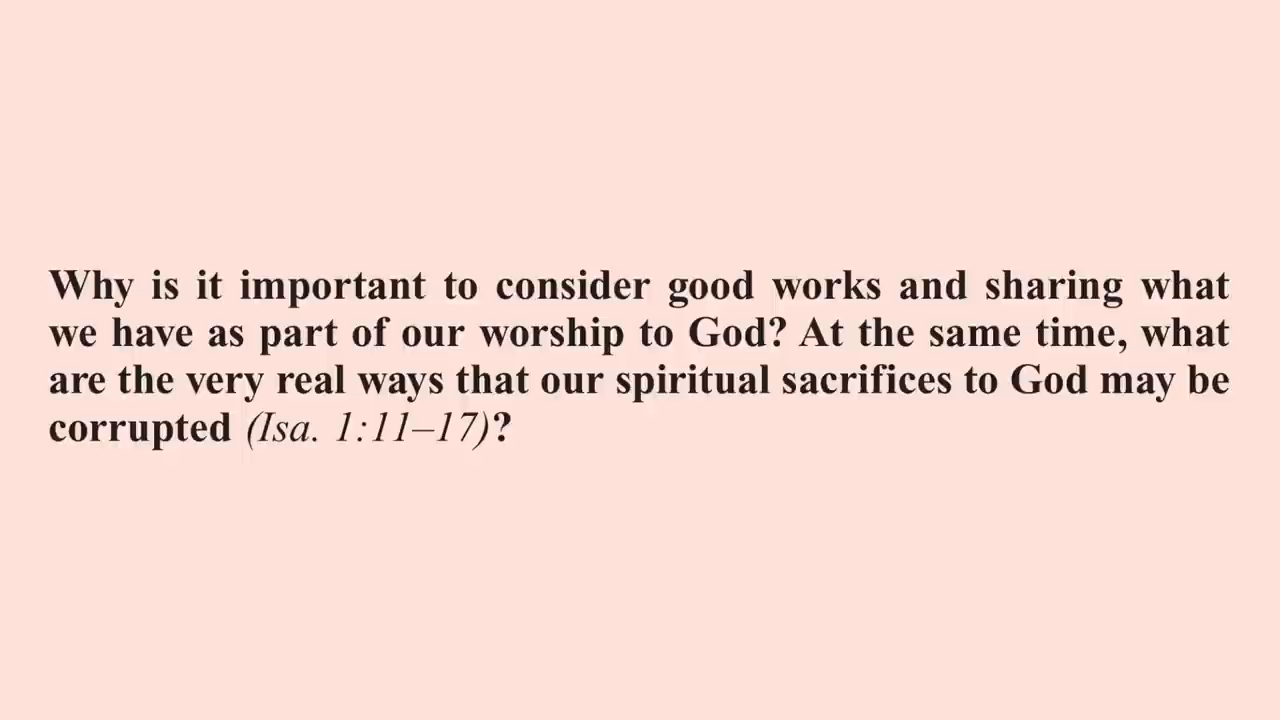 Why is it important to consider good works and sharing what
we have as part of our worship to God? At the same time, what
are the very real ways that our spiritual sacrifices to God may be
corrupted (Isa. 1:11–17)?